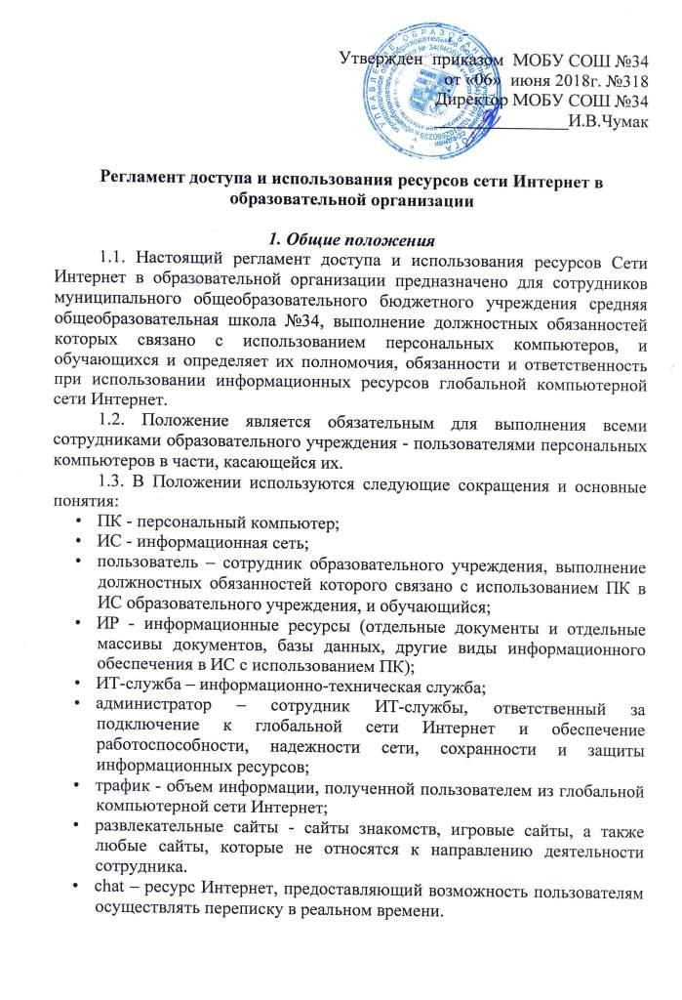 Утвержден приказом МОБУ СОШ №34
от «06» июня 2018г. №318
Директор МОБУ СОШ №34
И.В.Чумак
Регламент доступа и использования ресурсов сети Интернет в
образовательной организации
1. Общие положения
1.1. Настоящий регламент доступа и использования ресурсов Сети
Интернет в образовательной организации предназначено для сотрудников
муниципального общеобразовательного бюджетного учреждения средняя
общеобразовательная школа №34, выполнение должностных обязанностей
которых связано с использованием персональных компьютеров, и
обучающихся и определяет их полномочия, обязанности и ответственность
при использовании информационных ресурсов глобальной компьютерной
сети Интернет.
1.2. Положение является обязательным для выполнения всеми
сотрудниками образовательного учреждения - пользователями персональных
компьютеров в части, касающейся их.
1.3. В Положении используются следующие сокращения и основные
понятия:
• ПК - персональный компьютер;
• ИС - информационная сеть;
• пользователь – сотрудник образовательного учреждения, выполнение
должностных обязанностей которого связано с использованием ПК в
ИС образовательного учреждения, и обучающийся;
• ИР - информационные ресурсы (отдельные документы и отдельные
массивы документов, базы данных, другие виды информационного
обеспечения в ИС с использованием ПК);
• ИТ-служба – информационно-техническая служба;
• администратор – сотрудник ИТ-службы, ответственный за
подключение к глобальной сети Интернет и обеспечение
работоспособности, надежности сети, сохранности и защиты
информационных ресурсов;
• трафик - объем информации, полученной пользователем из глобальной
компьютерной сети Интернет;
• развлекательные сайты - сайты знакомств, игровые сайты, а также
любые сайты, которые не относятся к направлению деятельности
сотрудника.
• chat – ресурс Интернет, предоставляющий возможность пользователям
осуществлять переписку в реальном времени.